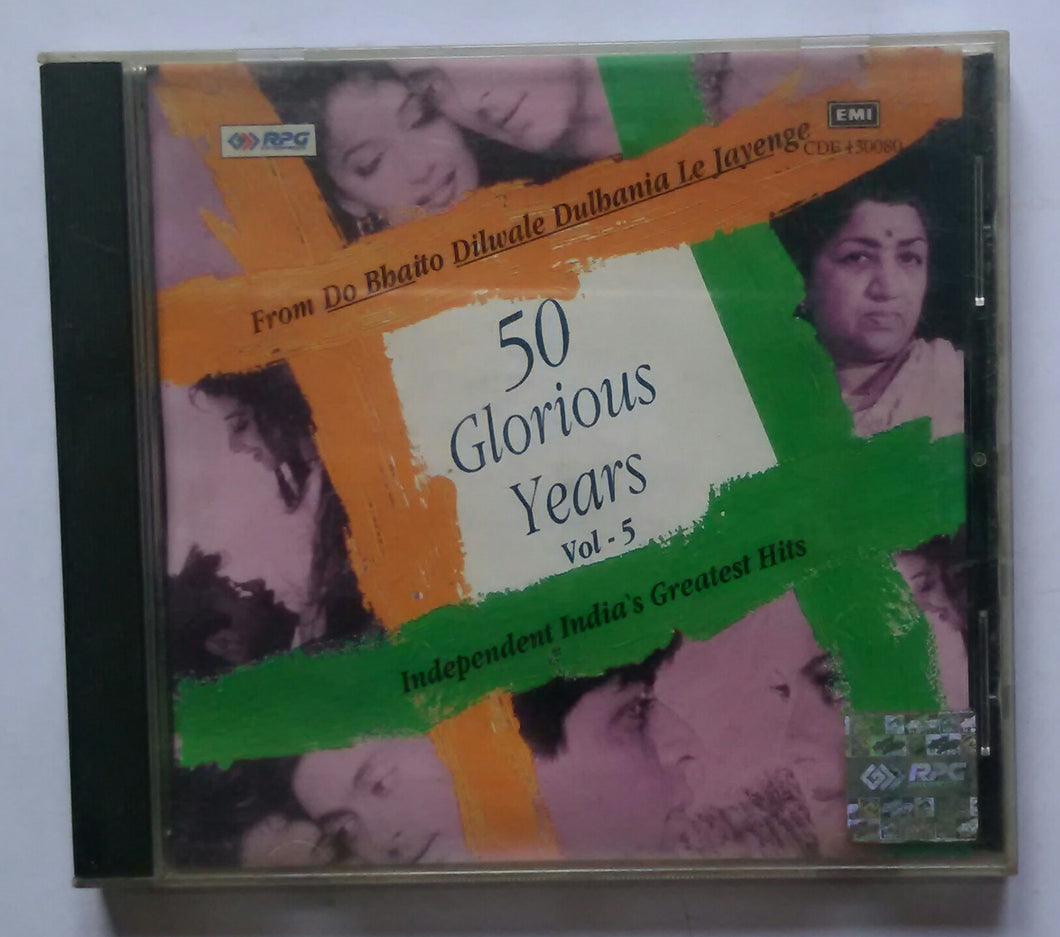 RPG
EMI
CDF 430080
From Do Bhaito Dilwale Dulhania Le Jayenge
50
Glorious
Years
Vol - 5
Independent India's Greatest Hits
RPG